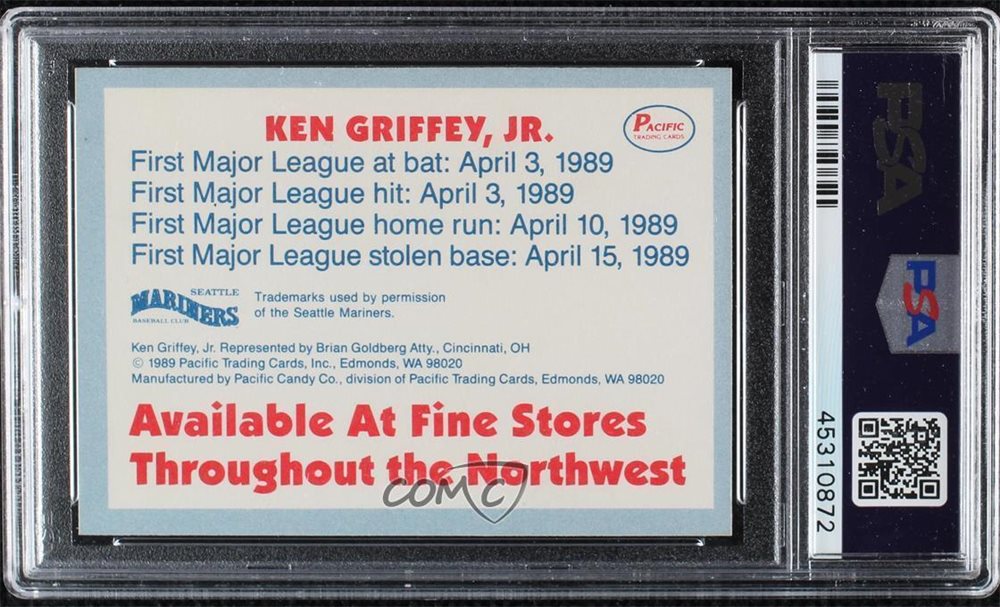 KEN GRIFFEY, JR.
PACIFIC
TRADING CARDS
First Major League at bat: April 3, 1989
First Major League hit: April 3, 1989
First Major League home run: April 10, 1989
First Major League stolen base: April 15, 1989
SEATTLE
MARINERS
BASEBALL CLUB
Trademarks used by permission
of the Seattle Mariners.
Ken Griffey, Jr. Represented by Brian Goldberg Atty., Cincinnati, OH
© 1989 Pacific Trading Cards, Inc., Edmonds, WA 98020
Manufactured by Pacific Candy Co., division of Pacific Trading Cards, Edmonds, WA 98020
Available At Fine Stores
Throughout the Northwest
COMC
PSA
PSA
45310872